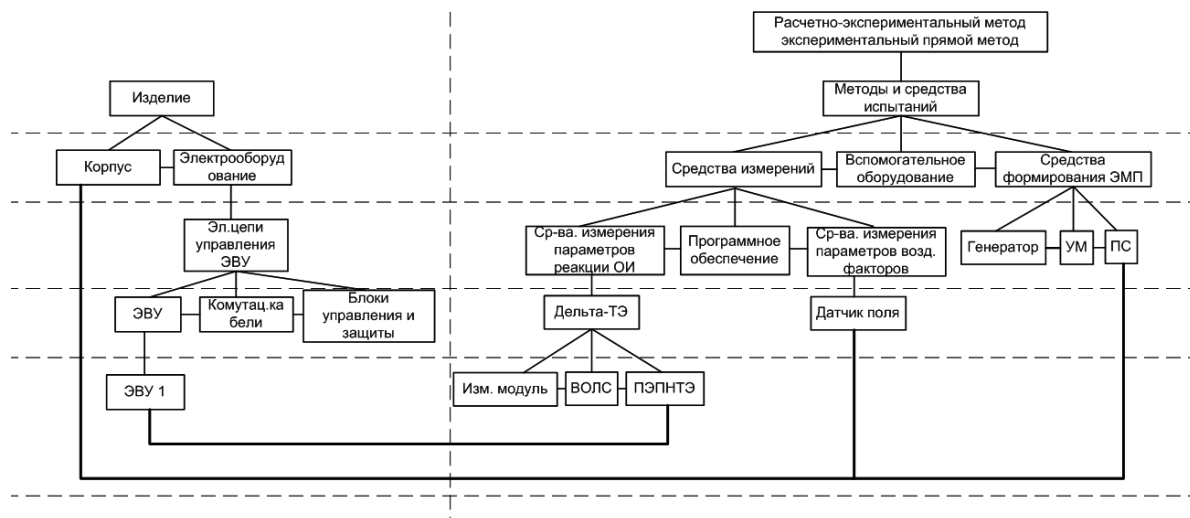 Расчетно-экспериментальный метод
экспериментальный прямой метод
Изделие
Методы и средства
испытаний
Корпус
Электрооборуд
ование
Средства измерений
Вспомогательное
оборудование
Средства
формирования ЭМП
Эл.цепи
управления
ЭВУ
Ср-ва. измерения
параметров
реакции ОИ
Программное
обеспечение
Ср-ва. измерения
параметров возд.
факторов
Генератор
УМ
ПС
ЭВУ
Комутац.ка
бели
Блоки
управления и
защиты
Дельта-ТЭ
Датчик поля
ЭВУ 1
Изм. модуль
ВОЛС
ПЭПНТЭ